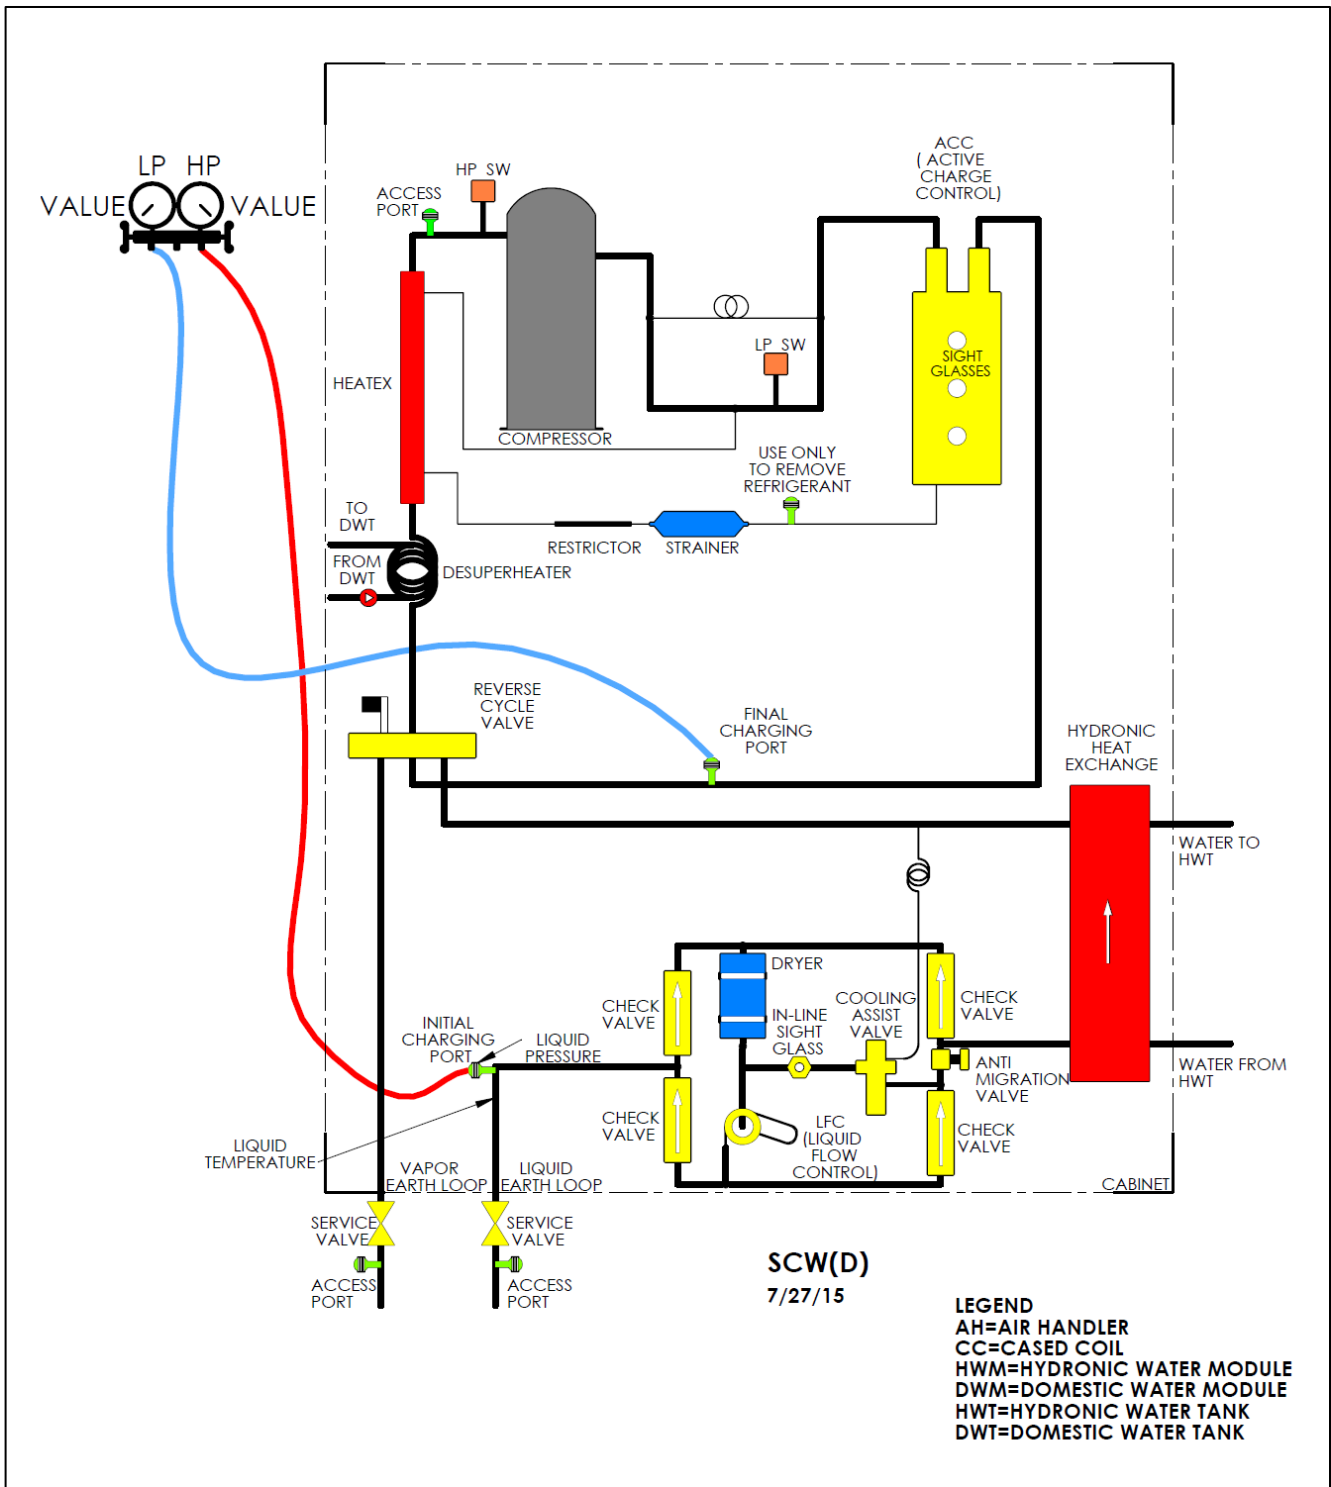 LP HP
VALUE VALUE
ACCESS
PORT
HP SW
ACC
( ACTIVE
CHARGE
CONTROL)
LP SW
SIGHT
GLASSES
HEATEX
COMPRESSOR
USE ONLY
TO REMOVE
REFRIGERANT
TO
DWT
RESTRICTOR
STRAINER
FROM
DWT
DESUPERHEATER
REVERSE
CYCLE
VALVE
FINAL
CHARGING
PORT
HYDRONIC
HEAT
EXCHANGE
WATER TO
HWT
DRYER
CHECK
VALVE
IN-LINE
SIGHT
GLASS
COOLING
ASSIST
VALVE
CHECK
VALVE
INITIAL
CHARGING
PORT
LIQUID
PRESSURE
ANTI
MIGRATION
VALVE
WATER FROM
HWT
CHECK
VALVE
LFC
(LIQUID
FLOW
CONTROL)
CHECK
VALVE
LIQUID
TEMPERATURE
VAPOR
EARTH LOOP
LIQUID
EARTH LOOP
CABINET
SERVICE
VALVE
SERVICE
VALVE
ACCESS
PORT
ACCESS
PORT
SCW(D)
7/27/15
LEGEND
AH=AIR HANDLER
CC=CASED COIL
HWM=HYDRONIC WATER MODULE
DWM=DOMESTIC WATER MODULE
HWT=HYDRONIC WATER TANK
DWT=DOMESTIC WATER TANK